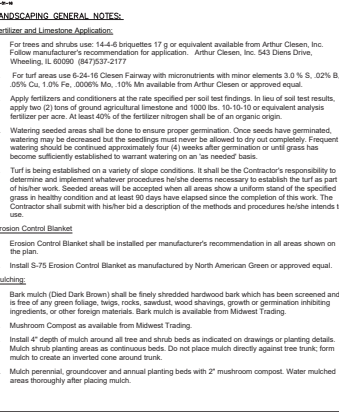 ANDSCAPING GENERAL NOTES:
ertilizer and Limestone Application:
For trees and shrubs use: 14-4-6 briquettes 17 g or equivalent available from Arthur Clesen, Inc.
Follow manufacturer's recommendation for application. Arthur Clesen, Inc. 543 Diens Drive,
Wheeling, IL 60090 (847)537-2177
For turf areas use 6-24-16 Clesen Fairway with micronutrients with minor elements 3.0 % S, .02% B,
.05% Cu, 1.0% Fe, .0006% Mo, .10% Mn available from Arthur Clesen or approved equal.
Apply fertilizers and conditioners at the rate specified per soil test findings. In lieu of soil test results,
apply two (2) tons of ground agricultural limestone and 1000 lbs. 10-10-10 or equivalent analysis
fertilizer per acre. At least 40% of the fertilizer nitrogen shall be of an organic origin.
Watering seeded areas shall be done to ensure proper germination. Once seeds have germinated,
watering may be decreased but the seedlings must never be allowed to dry out completely. Frequent
watering should be continued approximately four (4) weeks after germination or until grass has
become sufficiently established to warrant watering on an 'as needed' basis.
Turf is being established on a variety of slope conditions. It shall be the Contractor's responsibility to
determine and implement whatever procedures he/she deems necessary to establish the turf as part
of his/her work. Seeded areas will be accepted when all areas show a uniform stand of the specified
grass in healthy condition and at least 90 days have elapsed since the completion of this work. The
Contractor shall submit with his/her bid a description of the methods and procedures he/she intends t
use.
rosion Control Blanket
Erosion Control Blanket shall be installed per manufacturer's recommendation in all areas shown on
the plan.
Install S-75 Erosion Control Blanket as manufactured by North American Green or approved equal.
ulching:
Bark mulch (Died Dark Brown) shall be finely shredded hardwood bark which has been screened and
is free of any green foliage, twigs, rocks, sawdust, wood shavings, growth or germination inhibiting
ingredients, or other foreign materials. Bark mulch is available from Midwest Trading.
Mushroom Compost as available from Midwest Trading.
Install 4" depth of mulch around all tree and shrub beds as indicated on drawings or planting details.
Mulch shrub planting areas as continuous beds. Do not place mulch directly against tree trunk; form
mulch to create an inverted cone around trunk.
Mulch perennial, groundcover and annual planting beds with 2" mushroom compost. Water mulched
areas thoroughly after placing mulch.